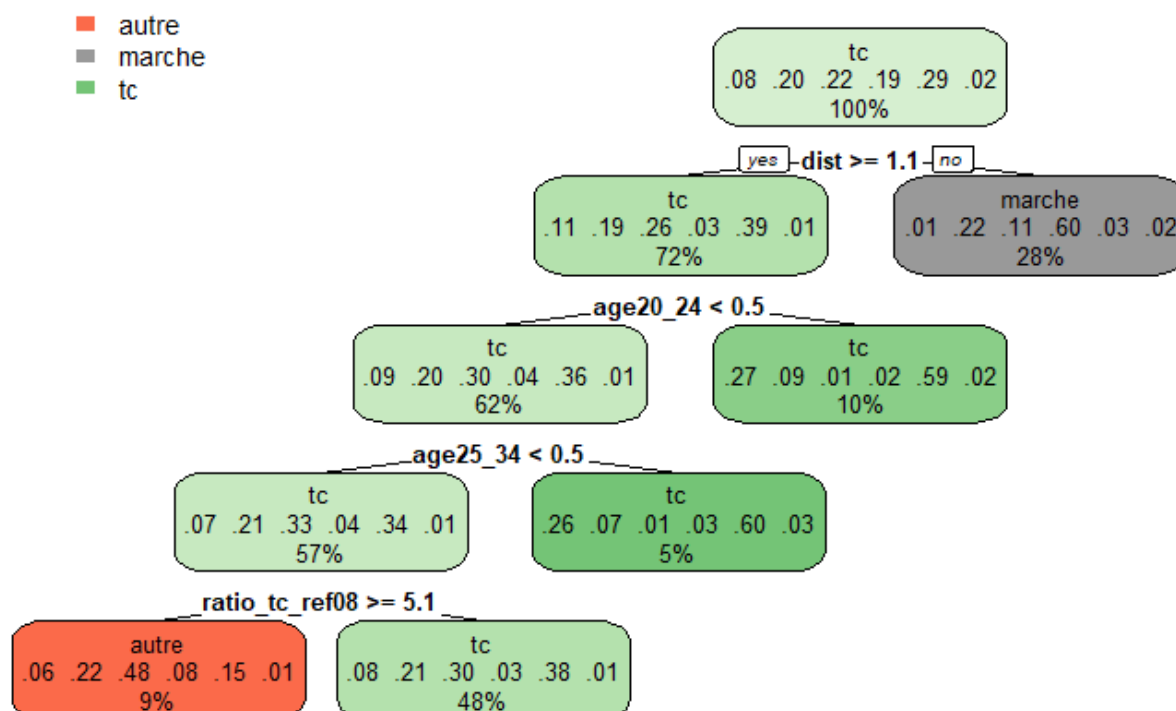 autre
marche
tc
tc
.08 .20 .22 .19 .29 .02
100%
yes dist >= 1.1 no
tc
.11 .19 .26 .03 .39 .01
72%
marche
.01 .22 .11 .60 .03 .02
28%
age20_24 < 0.5
tc
.09 .20 .30 .04 .36 .01
62%
tc
.27 .09 .01 .02 .59 .02
10%
age25_34 < 0.5
tc
.07 .21 .33 .04 .34 .01
57%
tc
.26 .07 .01 .03 .60 .03
5%
ratio_tc_ref08 >= 5.1
autre
.06 .22 .48 .08 .15 .01
9%
tc
.08 .21 .30 .03 .38 .01
48%